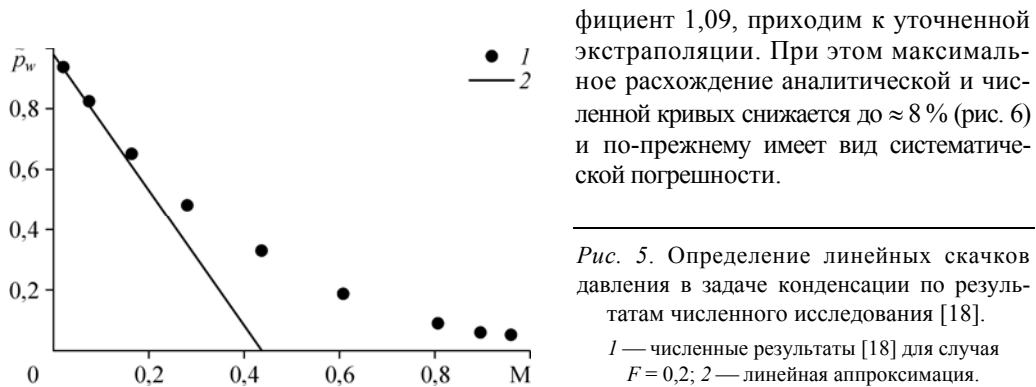 фициент 1,09, приходим к уточненной
экстраполяции. При этом максималь-
ное расхождение аналитической и чис-
ленной кривых снижается до ≈ 8 % (рис. 6)
и по-прежнему имеет вид систематиче-
ской погрешности.
p̃w
1
2
0,8
0,6
0,4
0,2
0
0,2
0,4
0,6
0,8
M
Рис. 5. Определение линейных скачков
давления в задаче конденсации по резуль-
татам численного исследования [18].
1 — численные результаты [18] для случая
F = 0,2; 2 — линейная аппроксимация.